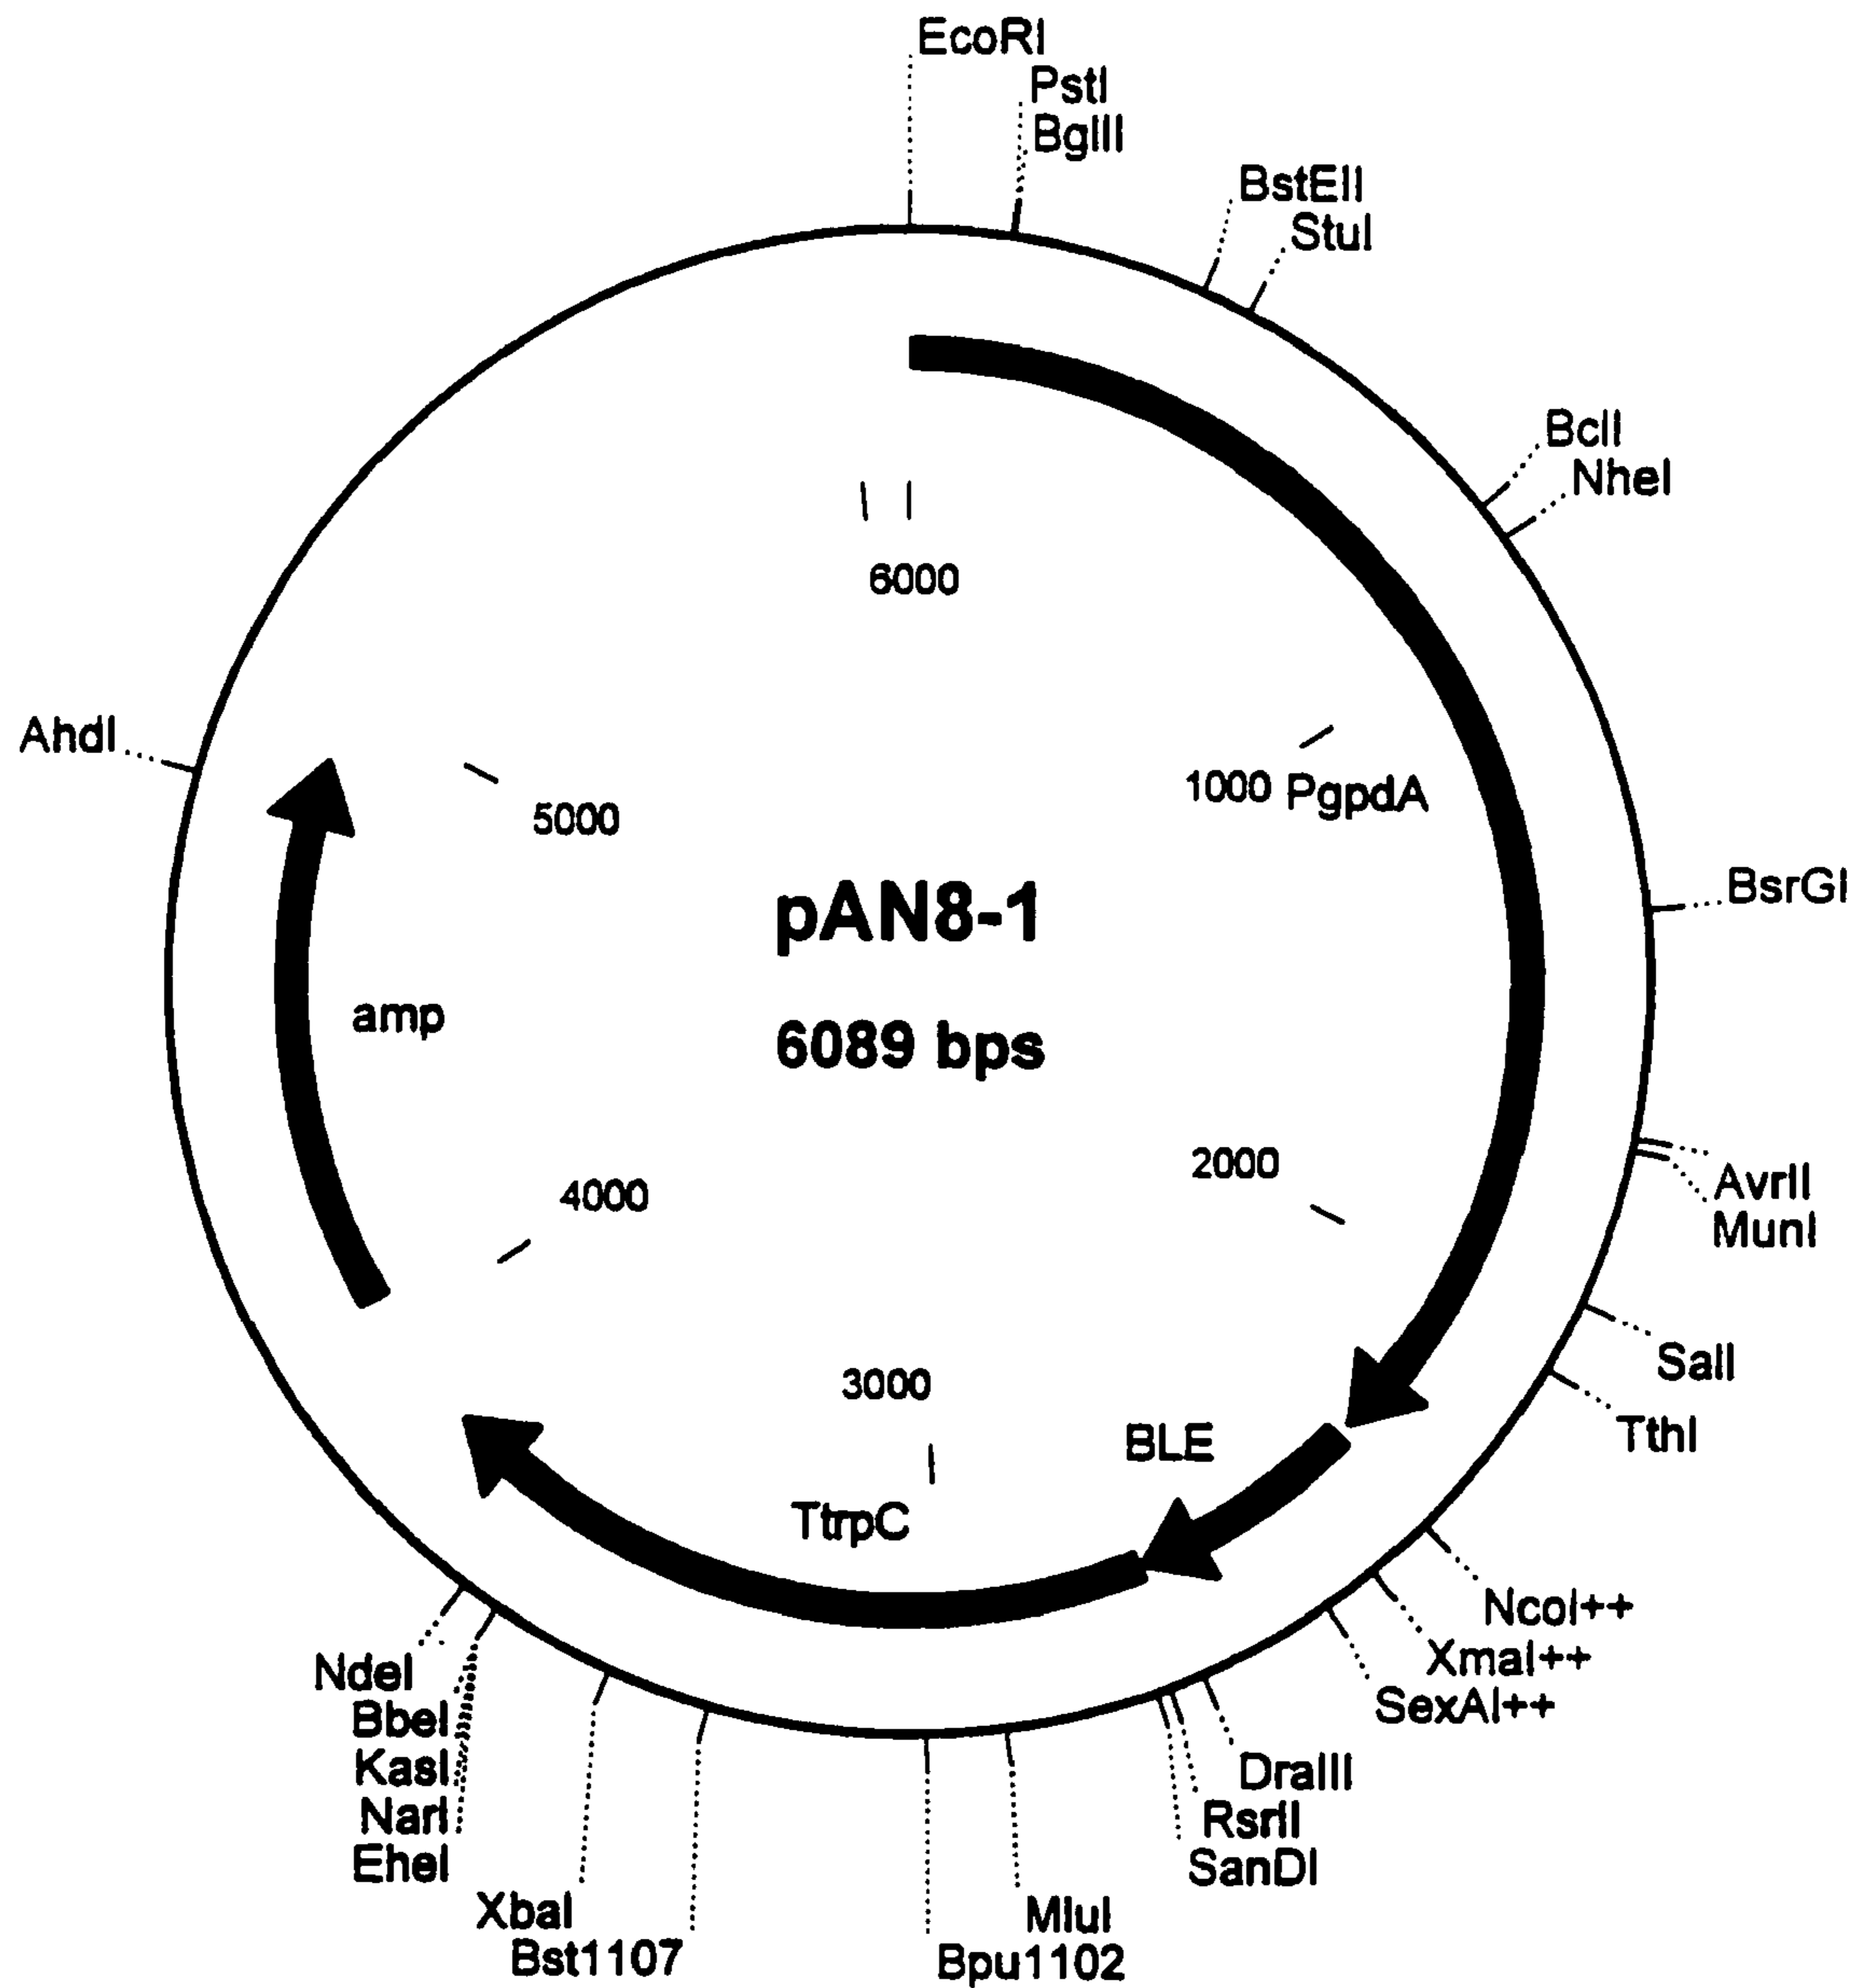 EcoRI
PstI
BglII
BstEII
StuI
BclI
NheI
6000
AhdI
1000 PgpdA
5000
BsrGI
pAN8-1
amp
6089 bps
2000
AvrII
4000
MunI
SalI
3000
BLE
TthI
TtrpC
NcoI++
NdeI
XmaI++
BbeI
SexAI++
KasI
DraIII
NarI
RsrII
EheI
SanDI
XbaI
MluI
Bst1107
Bpu1102